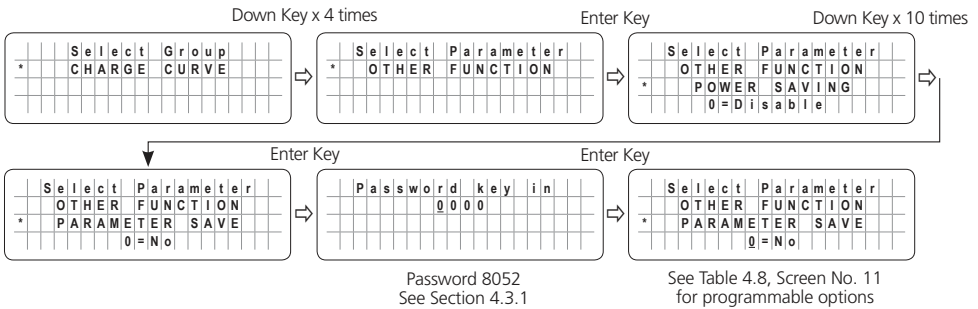 Down Key x 4 times
Select Group
* CHARGE CURVE
Enter Key
Select Parameter
* OTHER FUNCTION
Down Key x 10 times
Select Parameter
OTHER FUNCTION
* POWER SAVING
0=Disable
Enter Key
Select Parameter
OTHER FUNCTION
* PARAMETER SAVE
0=No
Enter Key
Password key in
0000
Password 8052
See Section 4.3.1
Select Parameter
OTHER FUNCTION
* PARAMETER SAVE
0=No
See Table 4.8, Screen No. 11
for programmable options